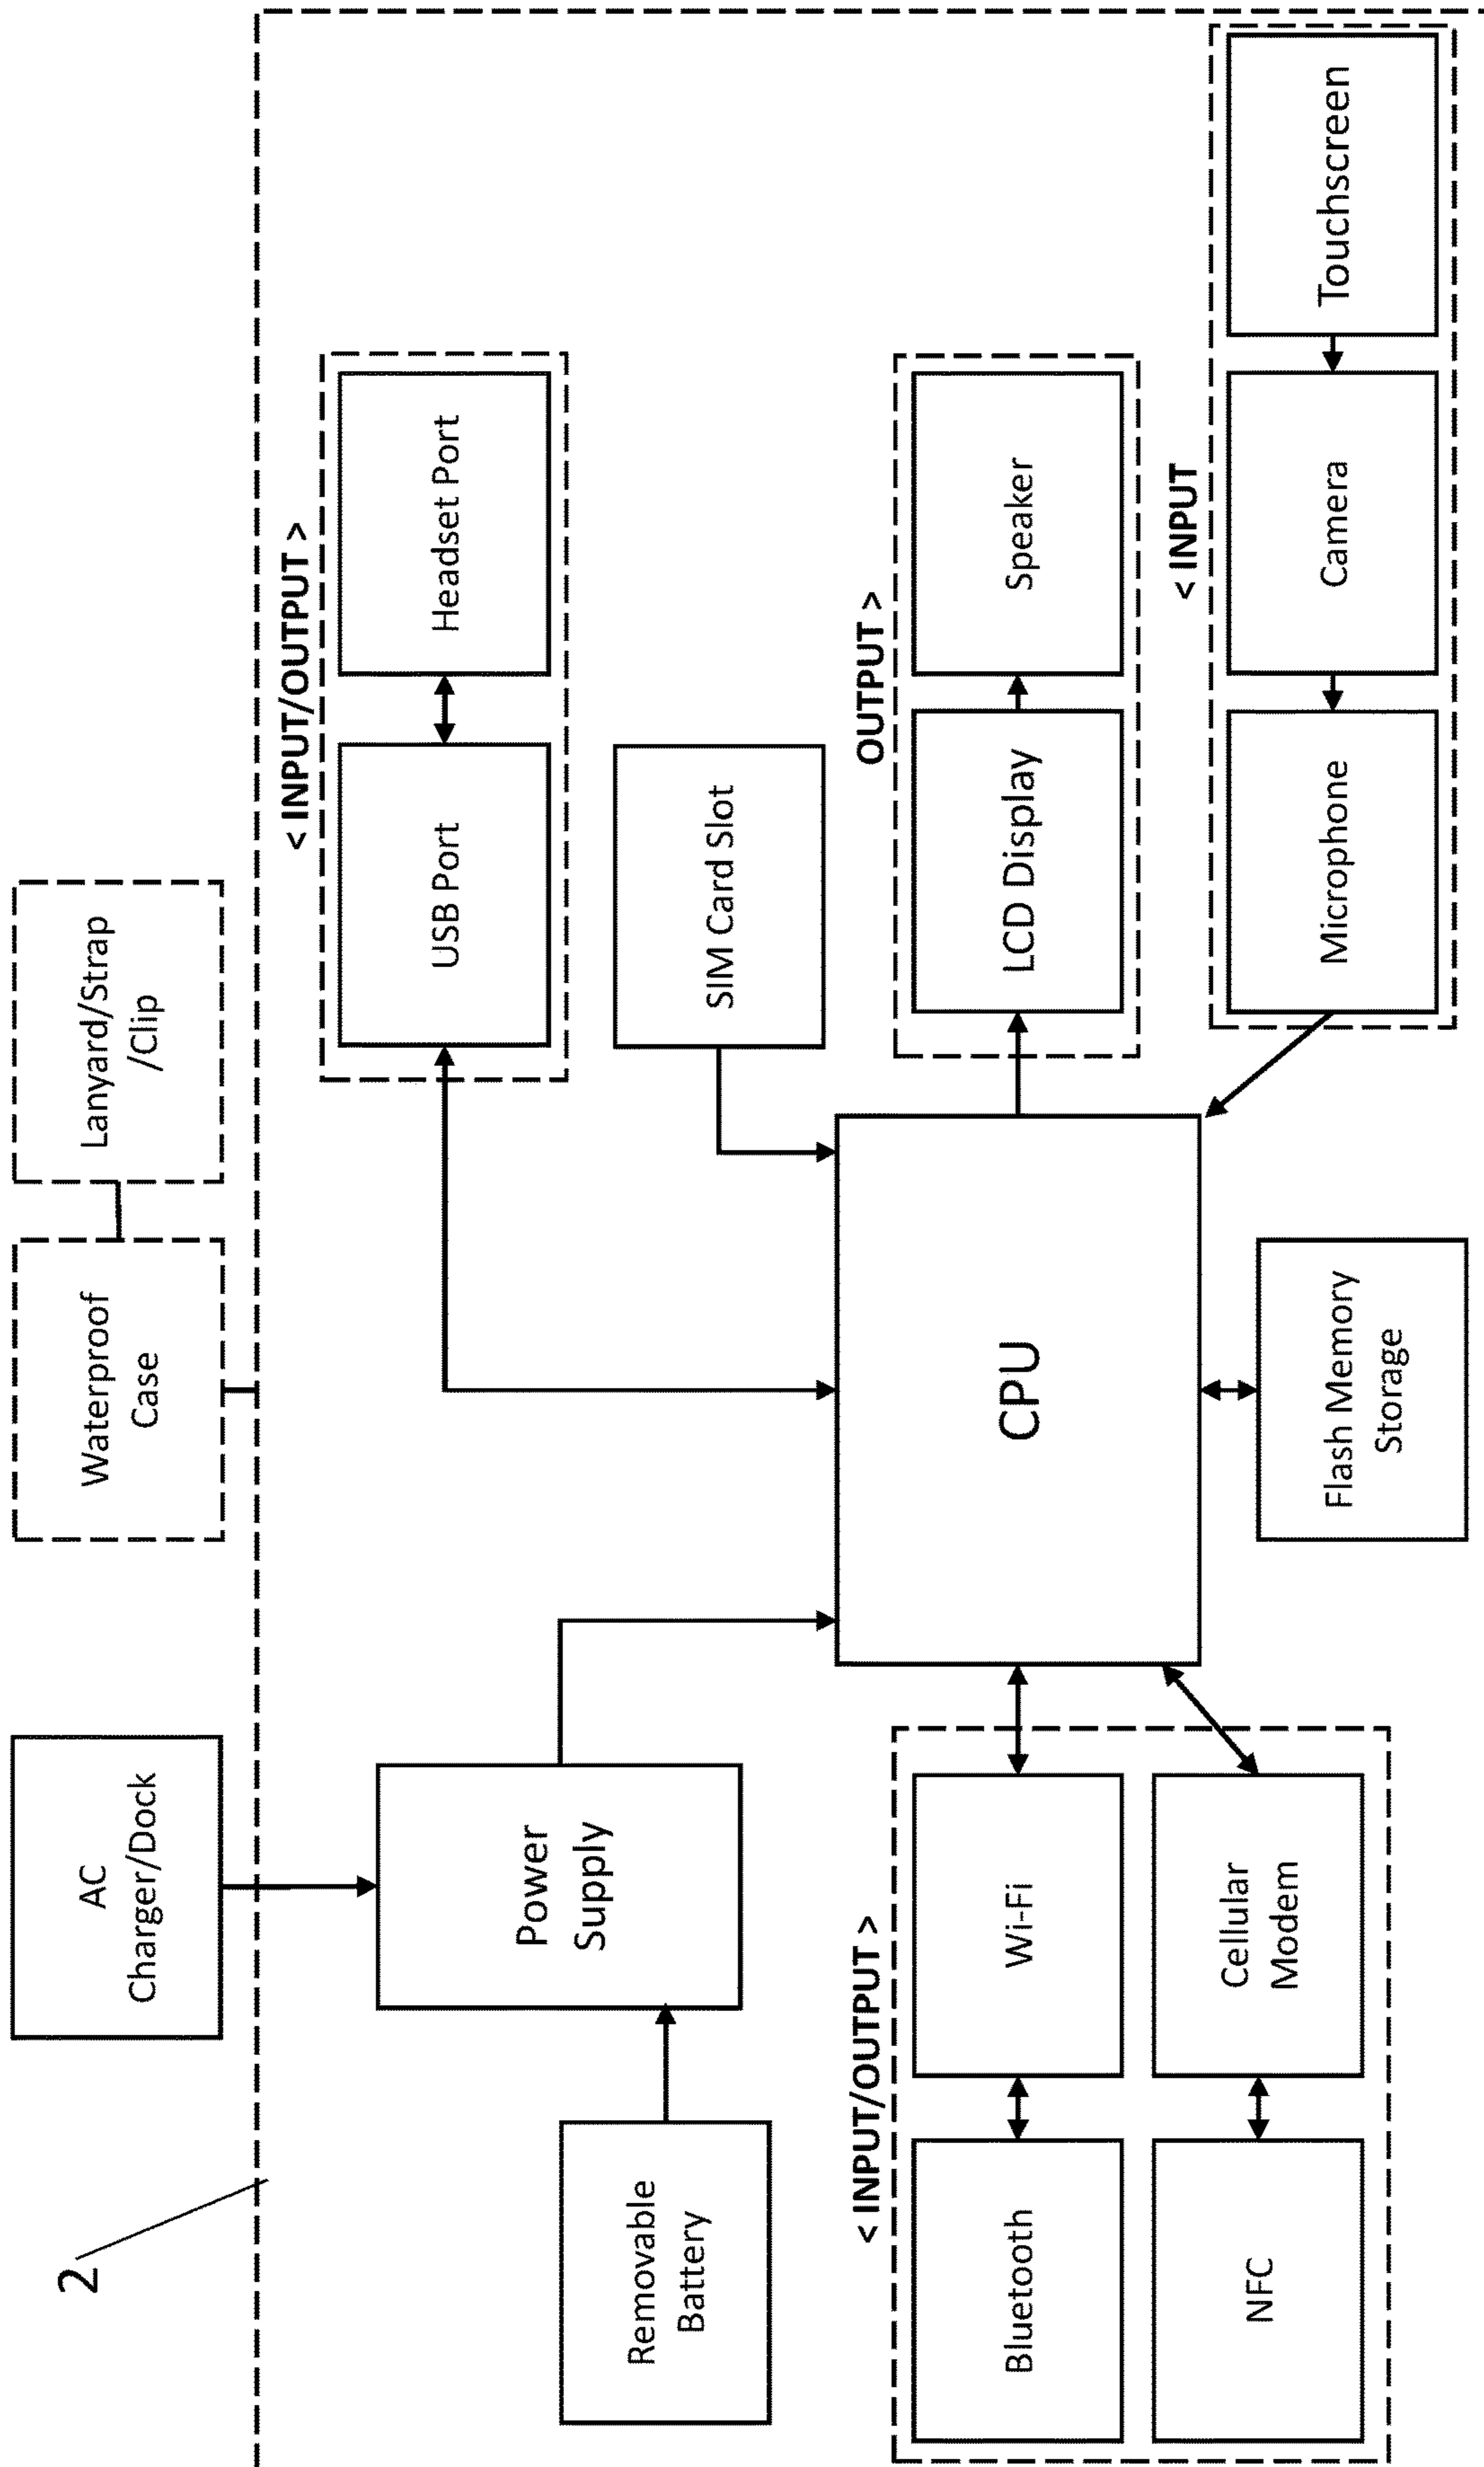 2
AC
Charger/Dock
Waterproof
Case
Lanyard/Strap
/Clip
Removable
Battery
Power
Supply
< INPUT/OUTPUT >
USB Port
Headset Port
SIM Card Slot
< INPUT/OUTPUT >
Bluetooth
Wi-Fi
NFC
Cellular
Modem
CPU
Flash Memory
Storage
OUTPUT >
LCD Display
Speaker
< INPUT
Microphone
Camera
Touchscreen